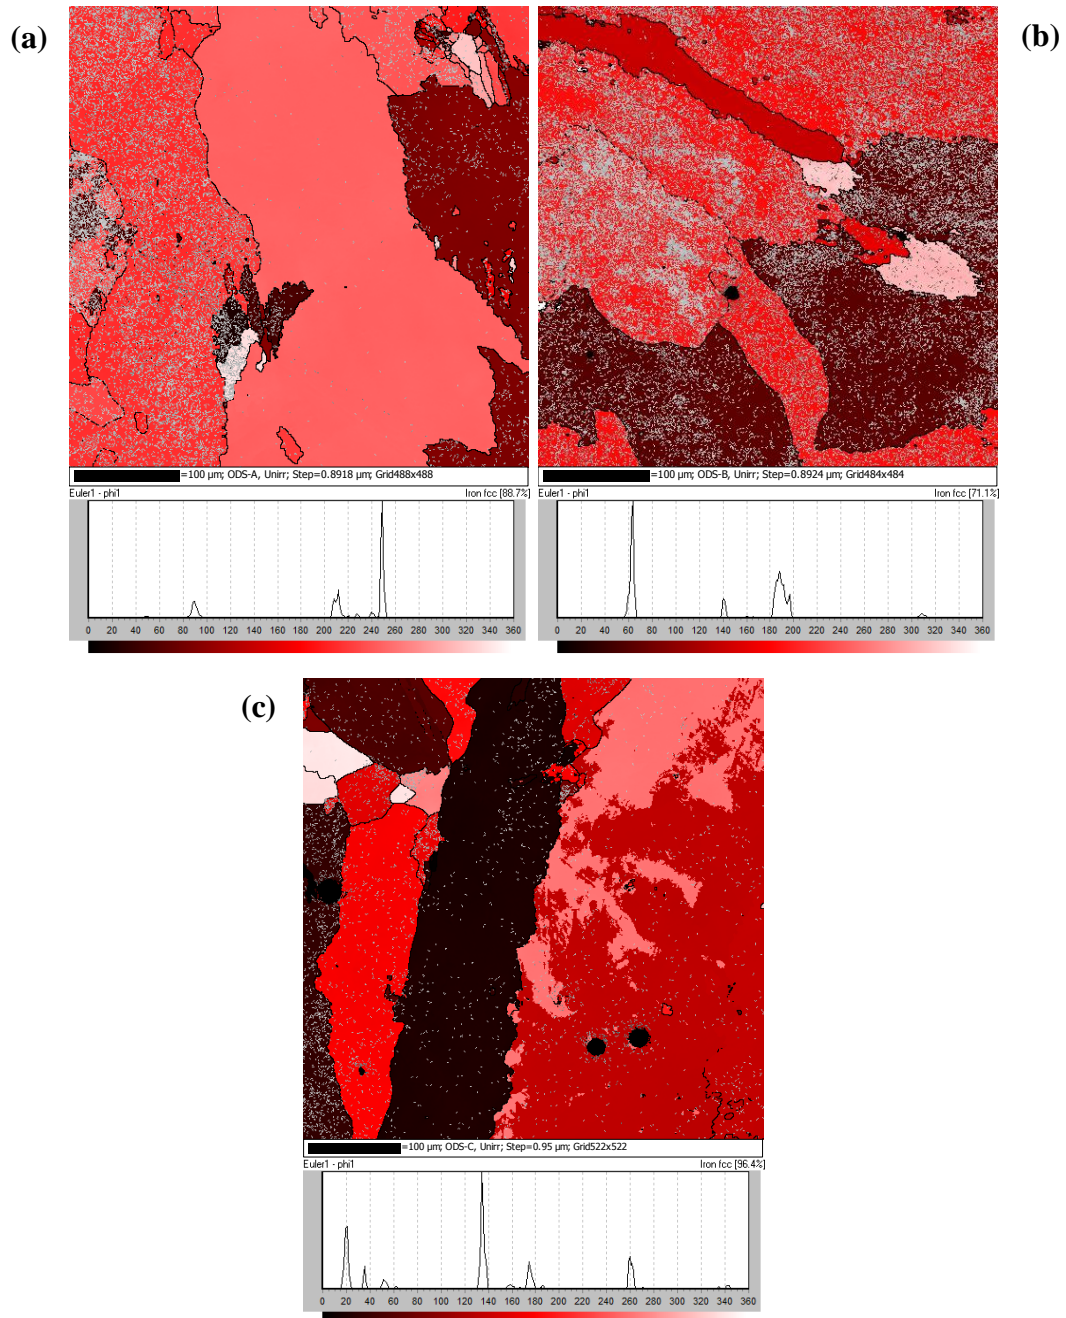 (a)
(b)
=100 µm; ODS-A, Unirr; Step=0.8918 µm; Grid488x488
Euler1 - phi1 Iron fcc [88.7%]
0 20 40 60 80 100 120 140 160 180 200 220 240 260 280 300 320 340 360
=100 µm; ODS-B, Unirr; Step=0.8924 µm; Grid484x484
Euler1 - phi1 Iron fcc [71.1%]
0 20 40 60 80 100 120 140 160 180 200 220 240 260 280 300 320 340 360
(c)
=100 µm; ODS-C, Unirr; Step=0.95 µm; Grid522x522
Euler1 - phi1 Iron fcc [96.4%]
0 20 40 60 80 100 120 140 160 180 200 220 240 260 280 300 320 340 360